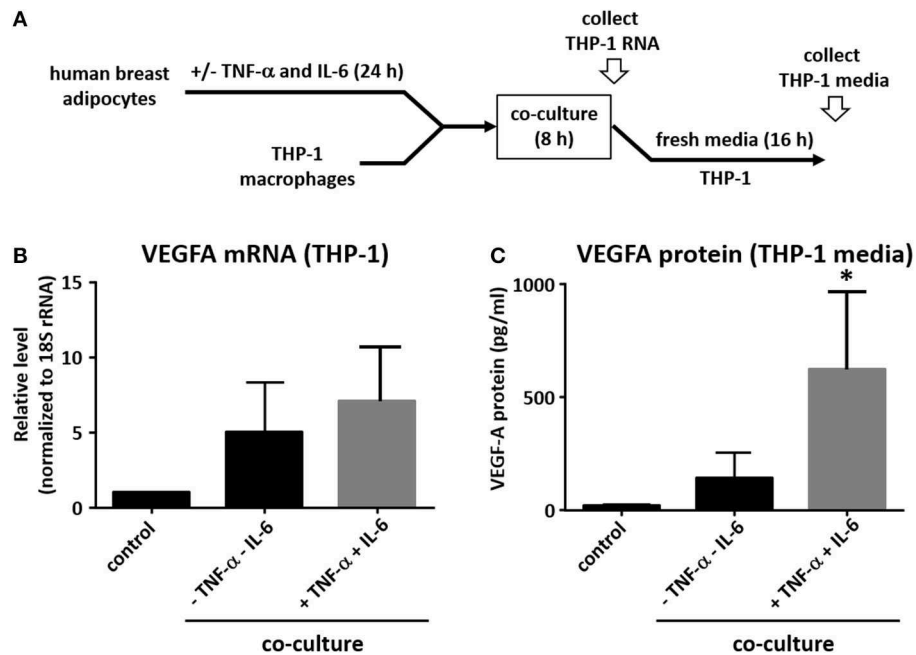 A
collect
THP-1 RNA
collect
THP-1 media
+/- TNF-α and IL-6 (24 h)
human breast
adipocytes
co-culture
(8 h)
fresh media (16 h)
THP-1
macrophages
THP-1
B
VEGFA mRNA (THP-1)
Relative level
(normalized to 18S rRNA)
15
10
5
0
control
- TNF-α - IL-6
+ TNF-α + IL-6
co-culture
C
VEGFA protein (THP-1 media)
VEGF-A protein (pg/ml)
1000
500
0
*
control
- TNF-α - IL-6
+ TNF-α + IL-6
co-culture